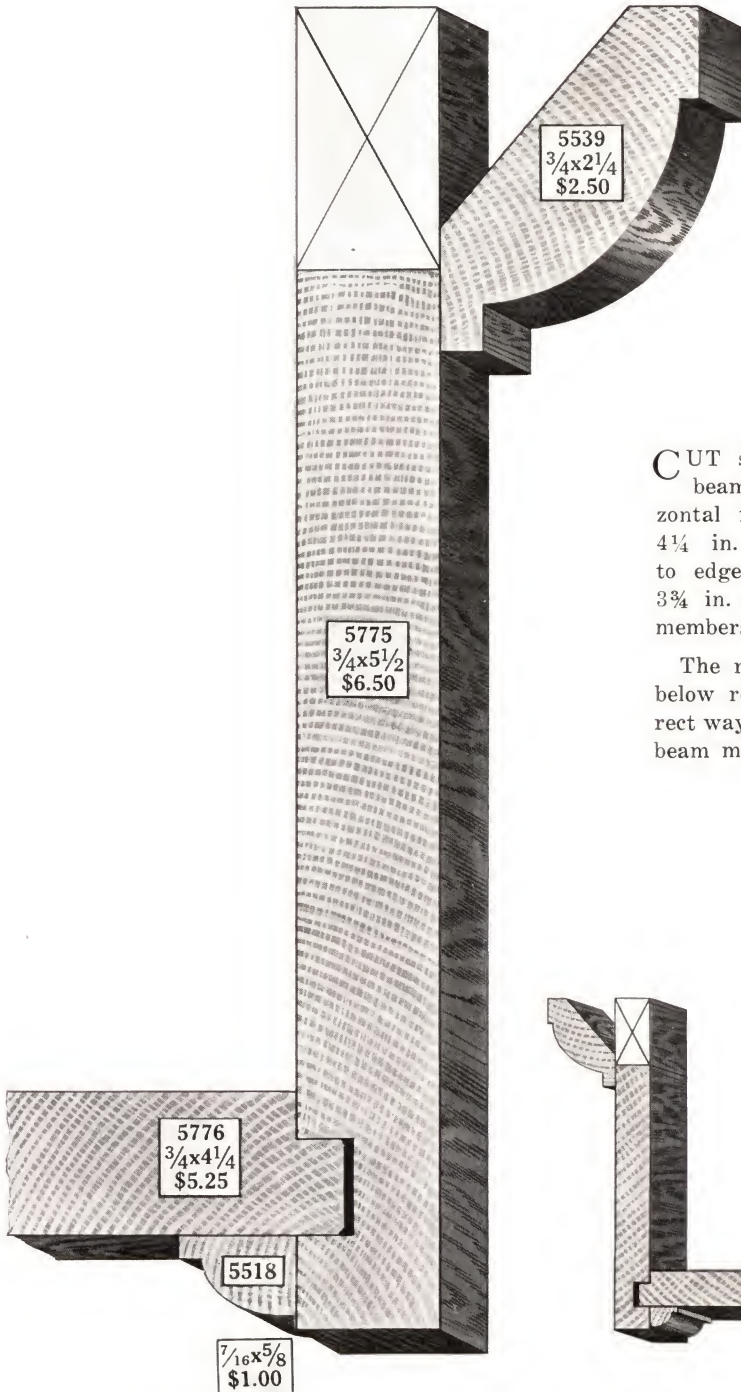 5539
3/4x2 1/4
$2.50
CUT
beam
zontal
4 1/4 in.
to edge
3 3/4 in.
members
The
below
rect way
beam
5775
3/4x5 1/2
$6.50
5776
3/4x4 1/4
$5.25
5518
7/16x5/8
$1.00